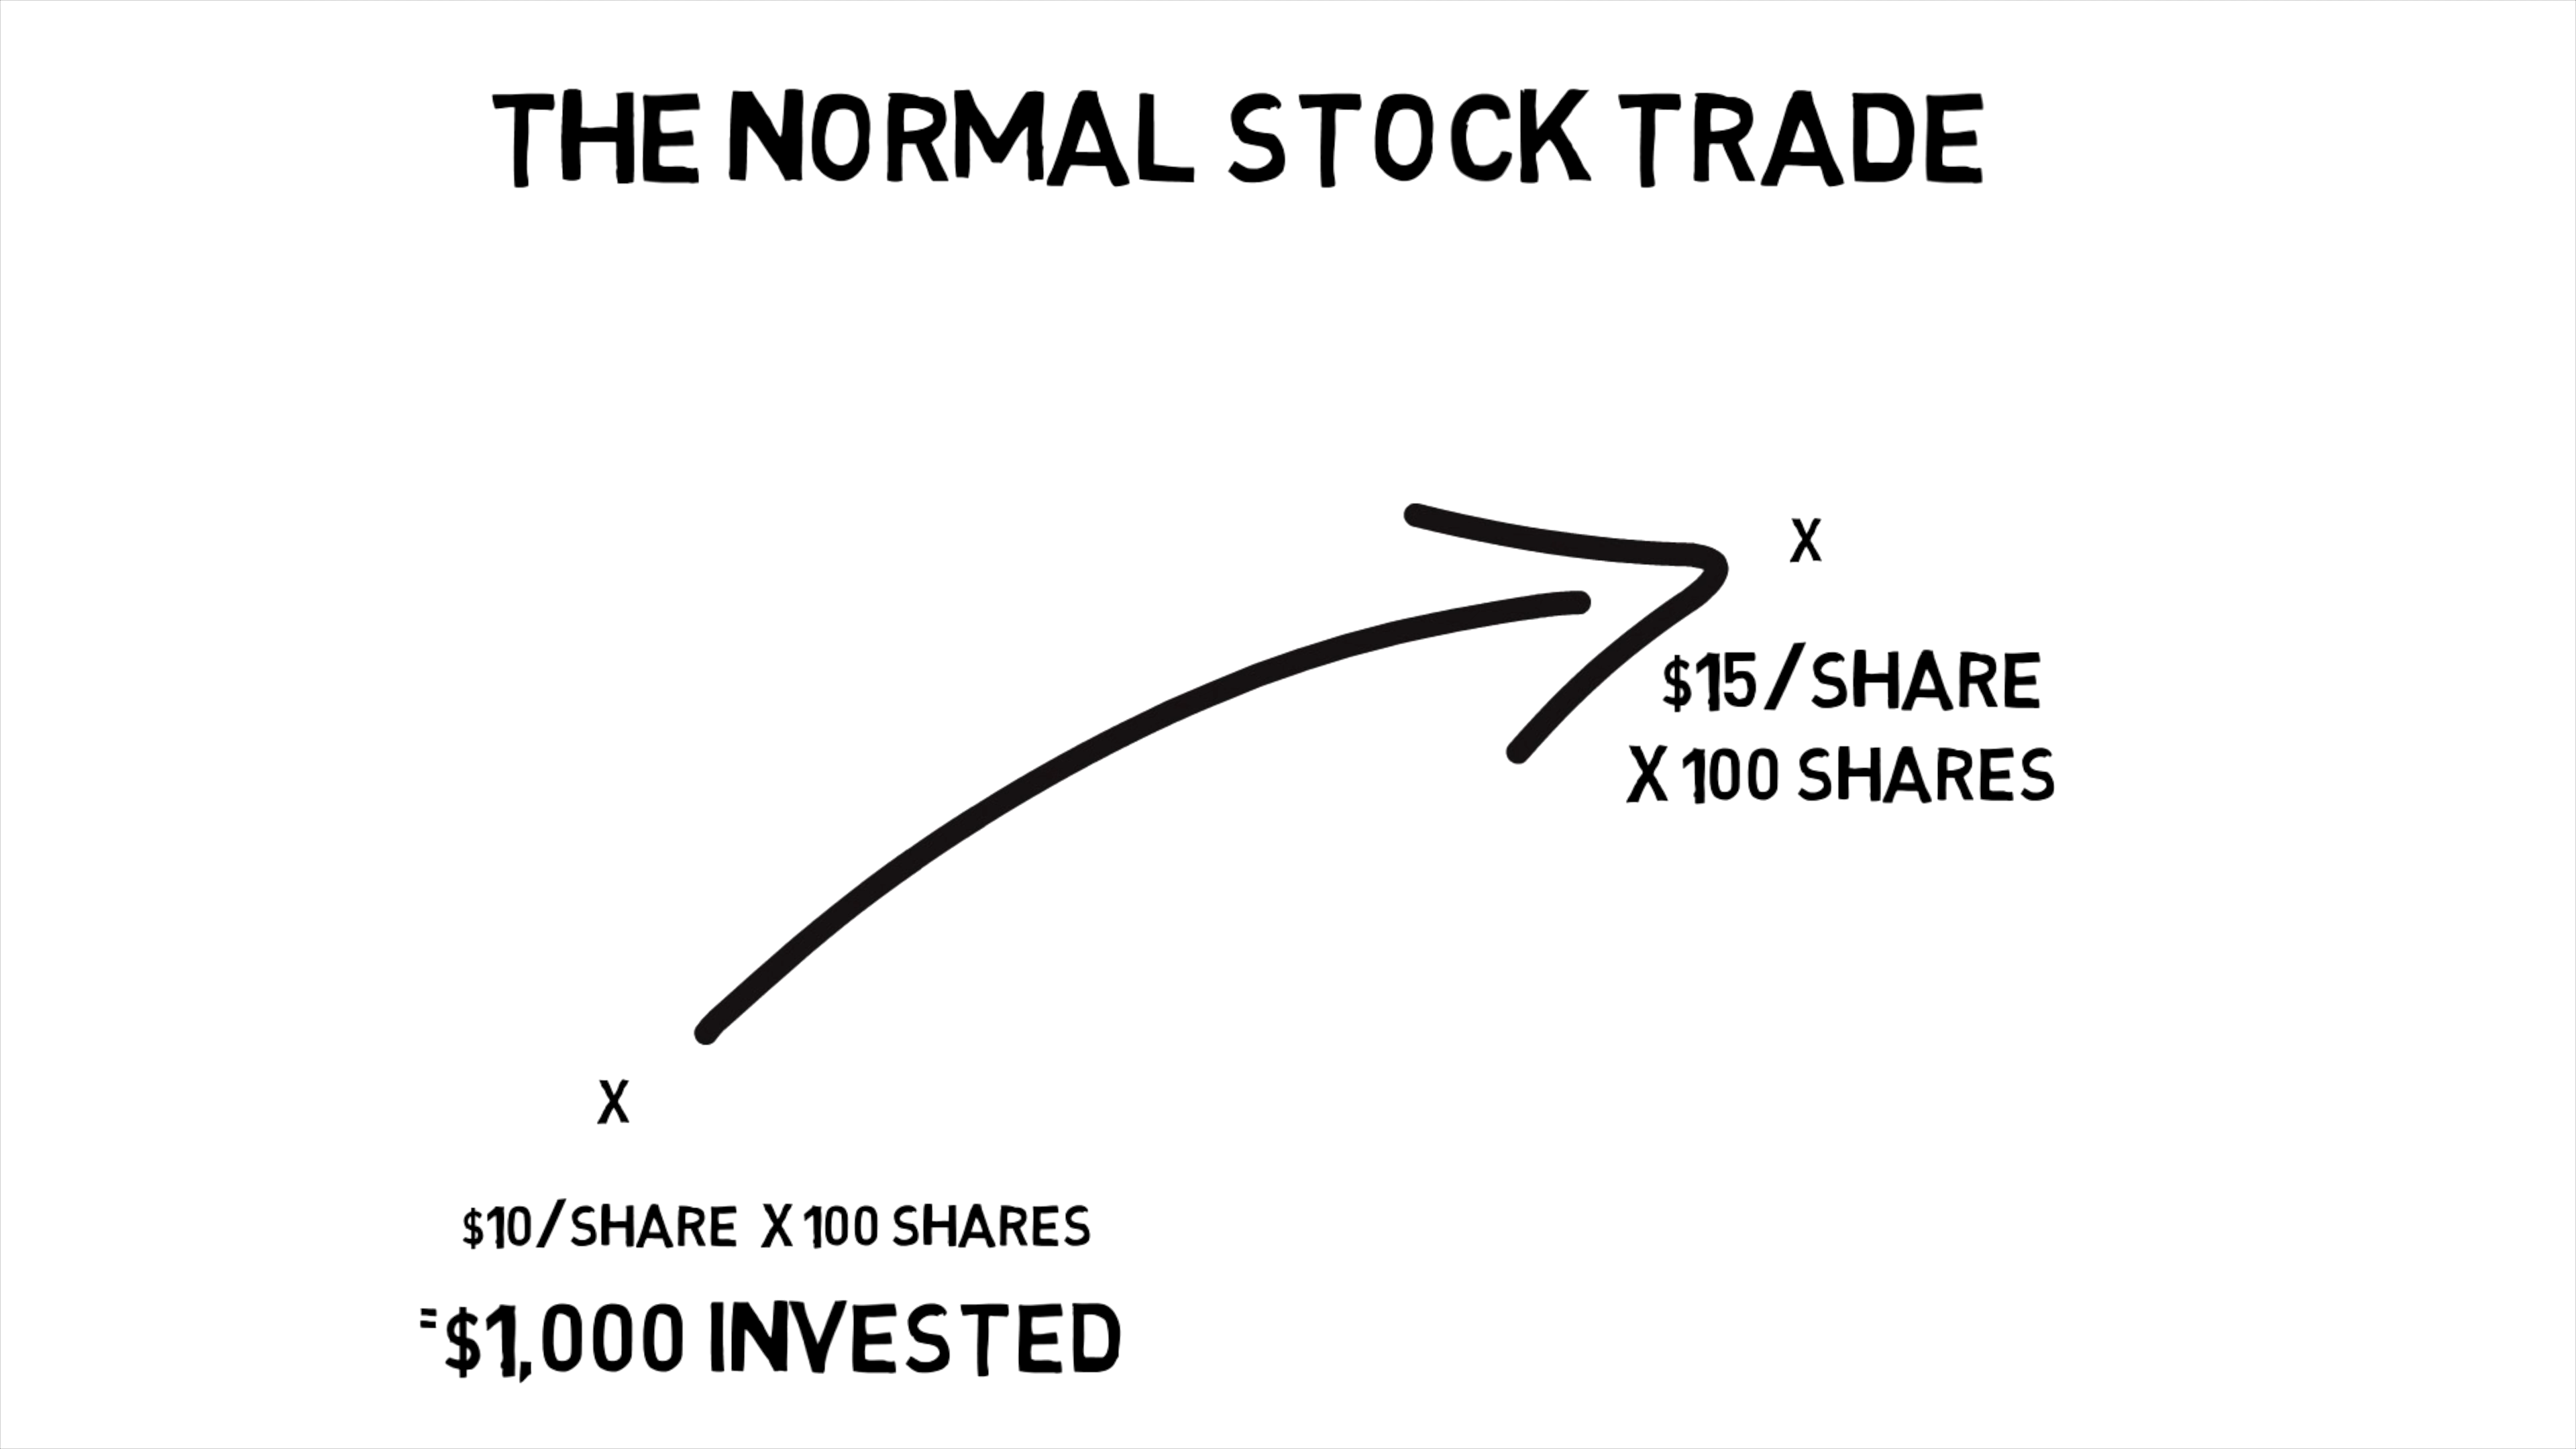 THE NORMAL STOCK TRADE
X
$15/SHARE
X 100 SHARES
X
$10/SHARE X 100 SHARES
=$1,000 INVESTED